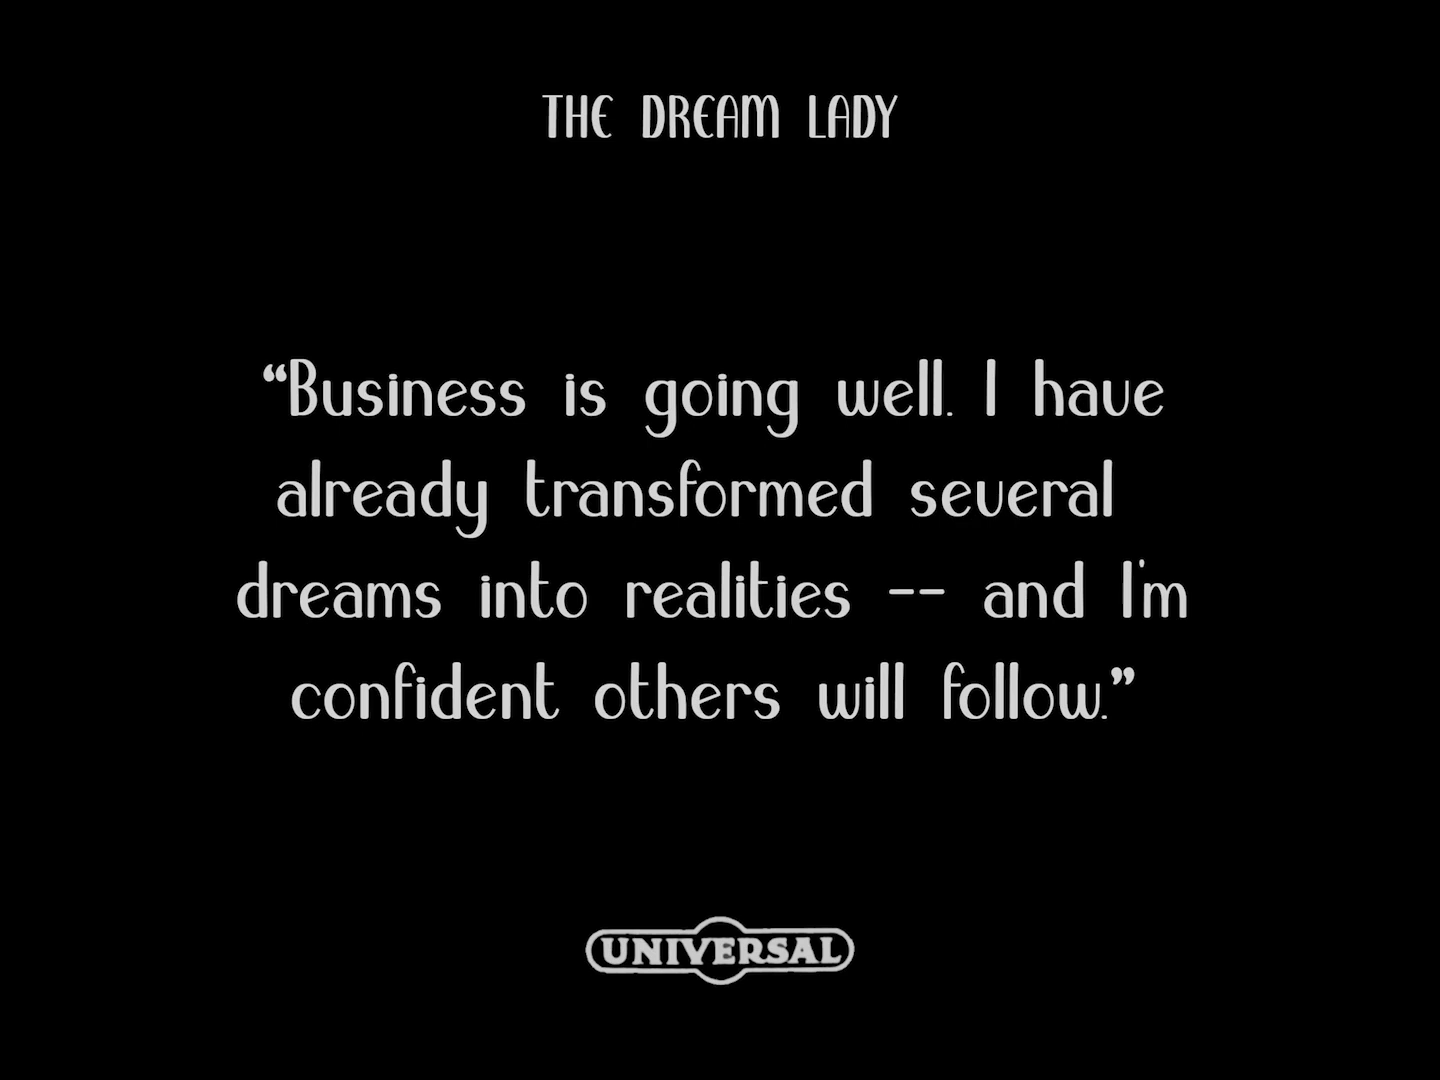 THE DREAM LADY
“Business is going well. I have
already transformed several
dreams into realities -- and I'm
confident others will follow.”
UNIVERSAL